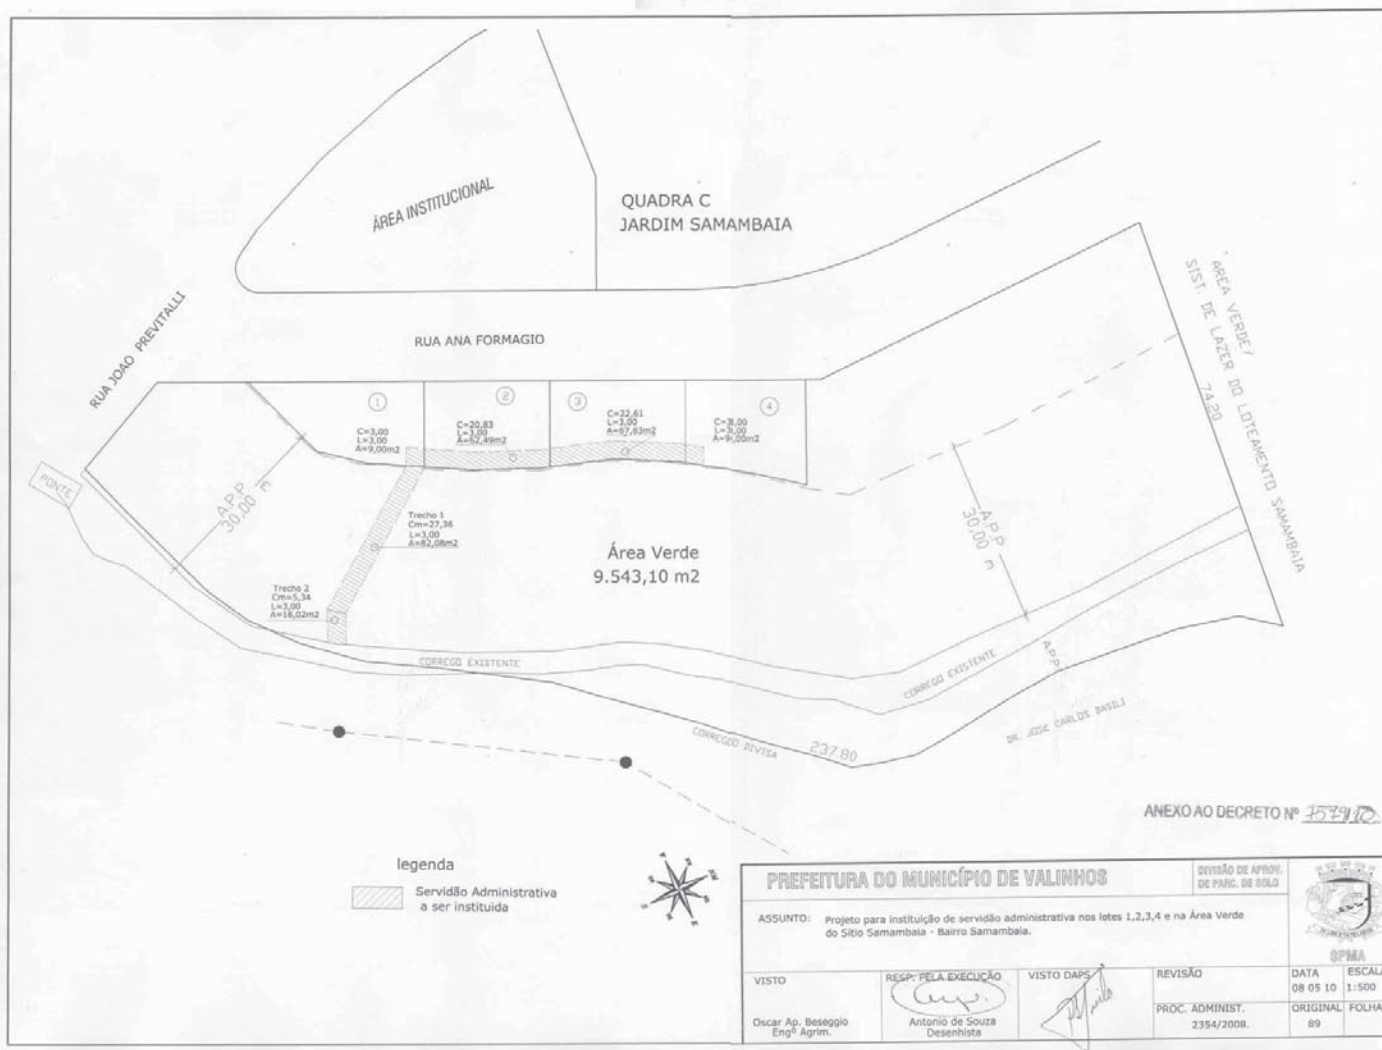 ÁREA INSTITUCIONAL
QUADRA C
JARDIM SAMAMBAIA
RUA JOAO PREVITALLI
RUA ANA FORMAGIO
AREA VERDE/
SIST. DE LAZER DO LOTEAMENTO SAMAMBAIA
74.20
1
C=3,00
L=3,00
A=9,00m2
2
C=20,83
L=3,00
A=62,49m2
3
C=22,61
L=3,00
A=67,83m2
4
L=3,00
PONTE
A.P.P
30,00
Trecho 1
Cm=27,36
L=3,00
A=82,08m2
Trecho 2
Cm=5,34
L=3,00
A=16,02m2
Área Verde
9.543,10 m2
A.P.P
30,00
A.P.P
CORREGO EXISTENTE
CORREGO EXISTENTE
CORREGO DIVISA
237.80
DR. JOSE CARLOS BASILI
ANEXO AO DECRETO Nº
legenda
Servidão Administrativa
a ser instituida
PREFEITURA DO MUNICÍPIO DE VALINHOS
DIVISÃO DE APROV.
DE PARC. DE SOLO
ASSUNTO: Projeto para instituição de servidão administrativa nos lotes 1,2,3,4 e na Área Verde
do Sítio Samambaia - Bairro Samambaia.
SPMA
VISTO
Oscar Ap. Beseggio
Engº Agrim.
RESP. PELA EXECUÇÃO
Antonio de Souza
Desenhista
VISTO DAPS
REVISÃO
PROC. ADMINIST.
2354/2008.
DATA
08 05 10
ESCALA
1:500
ORIGINAL
89
FOLHA